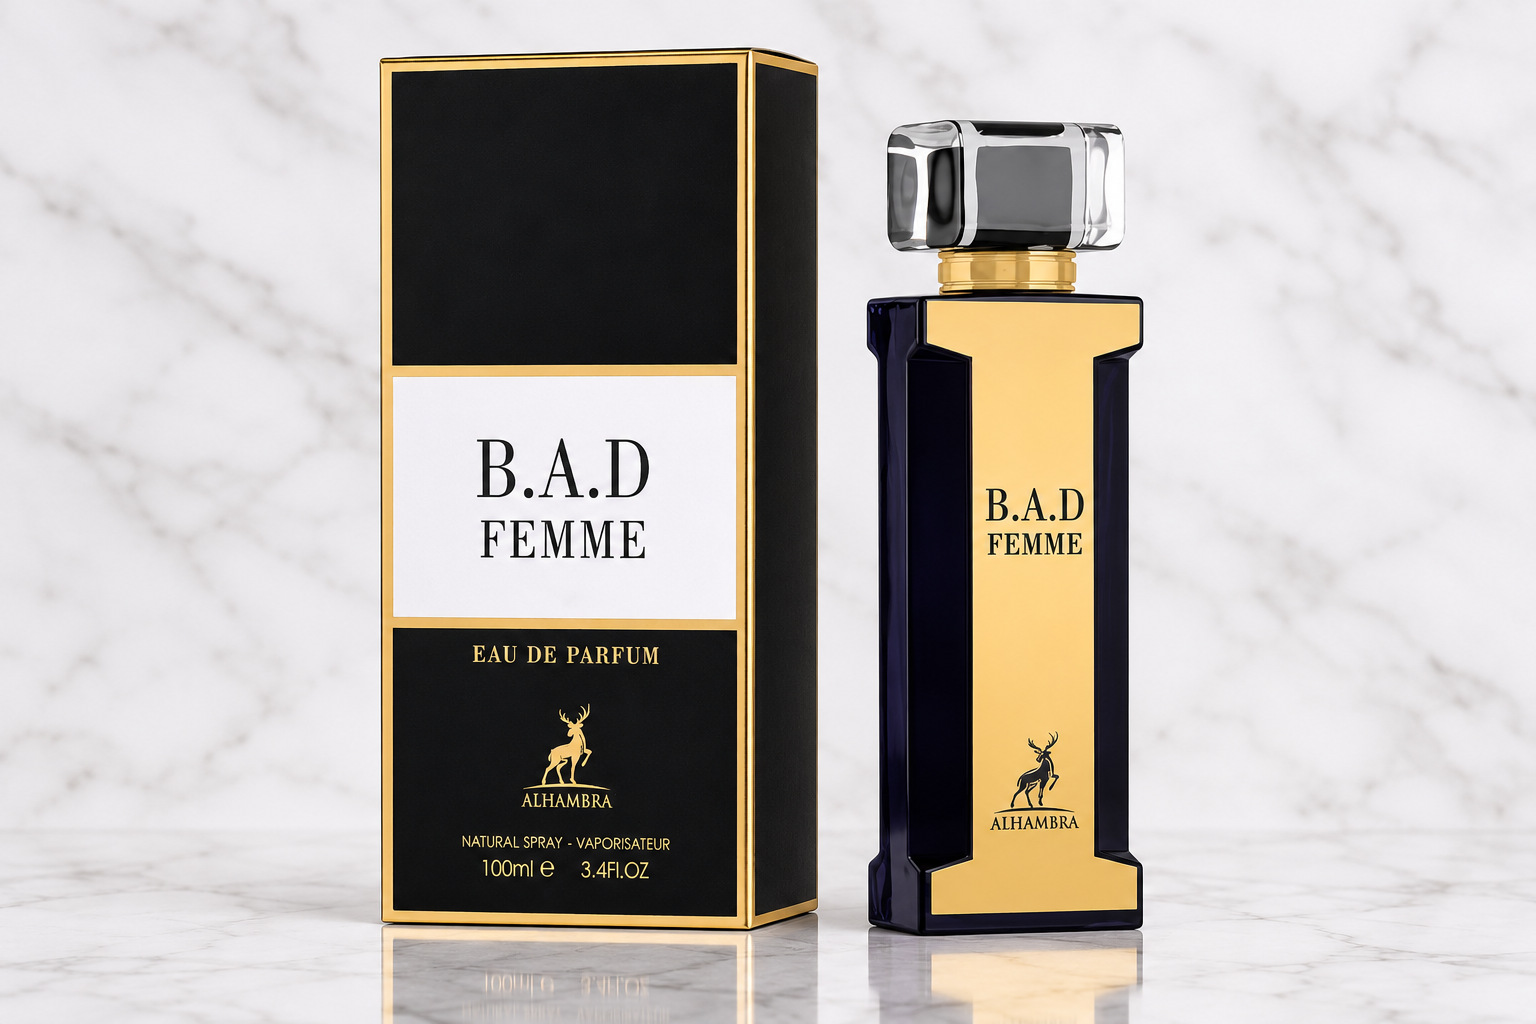 B.A.D
FEMME
EAU DE PARFUM
ALHAMBRA
NATURAL SPRAY - VAPORISATEUR
100ml ℮ 3.4Fl.OZ
B.A.D
FEMME
ALHAMBRA